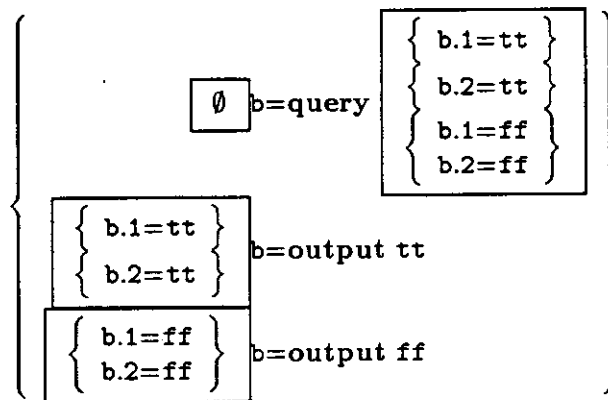 { b.1=tt }
∅ b=query { b.2=tt }
{ b.1=ff
b.2=ff }
{ b.1=tt }
{ b.2=tt } b=output tt
{ b.1=ff
b.2=ff } b=output ff